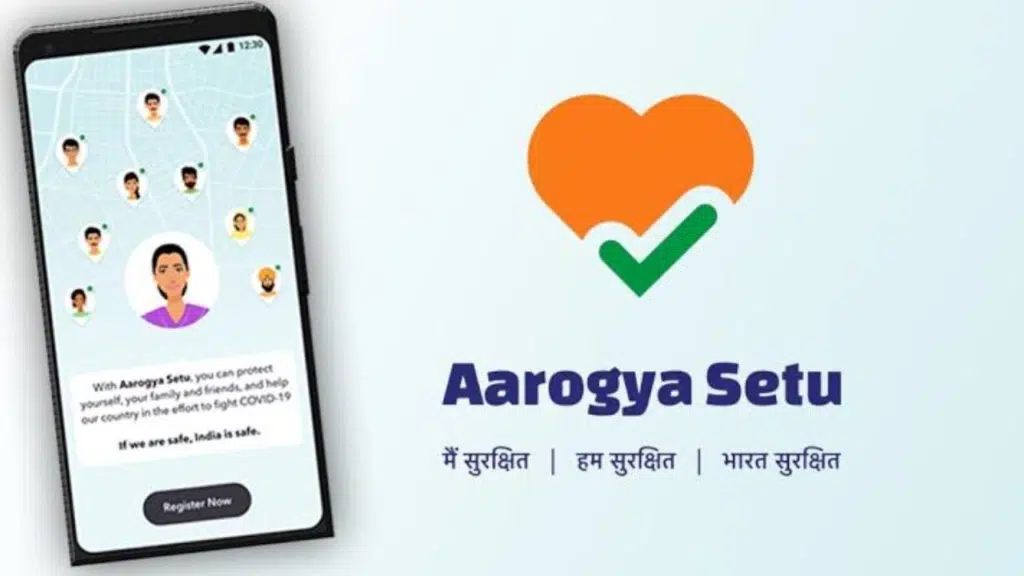 12:30
With Aarogya Setu, you can protect
yourself, your family and friends, and help
our country in the effort to fight COVID-19
If we are safe, India is safe.
Register Now
Aarogya Setu
मैं सुरक्षित | हम सुरक्षित | भारत सुरक्षित